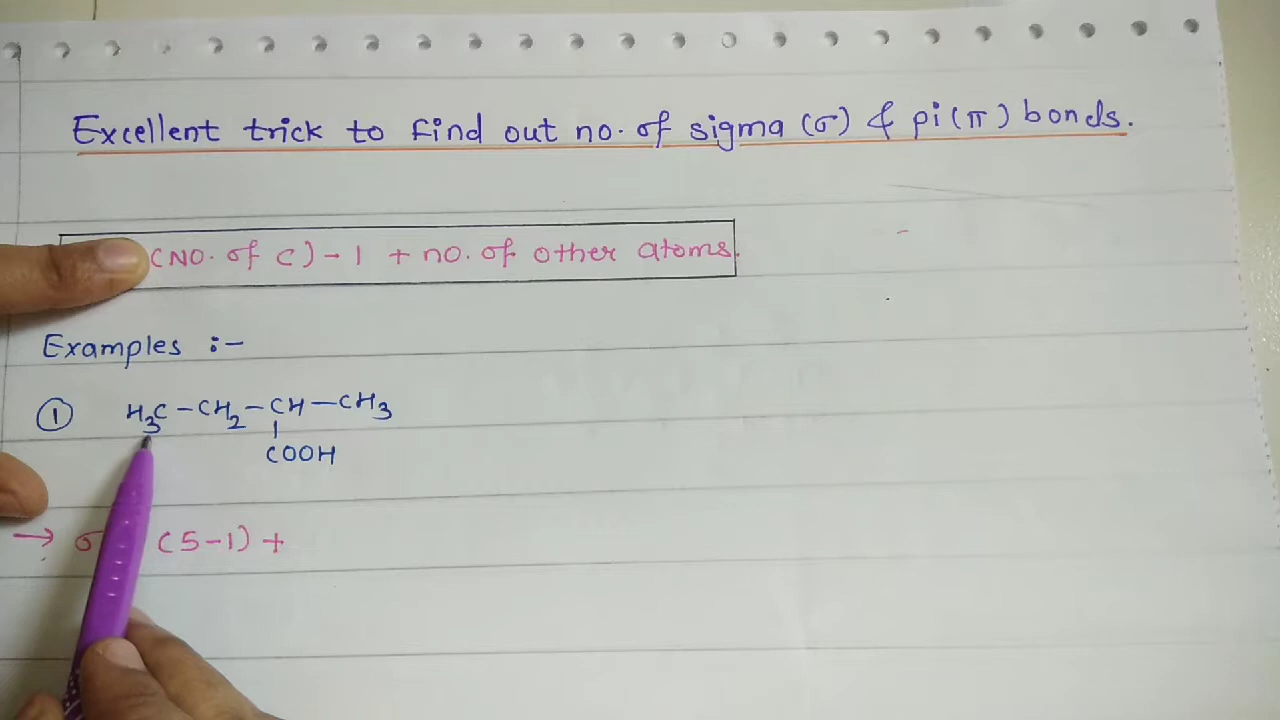 Excellent trick to find out no. of sigma (σ) & pi (π) bonds.
(No. of C) - 1 + no. of other atoms.
Examples :-
① H₃C - CH₂ - CH - CH₃
|
COOH
→ σ (5-1) +